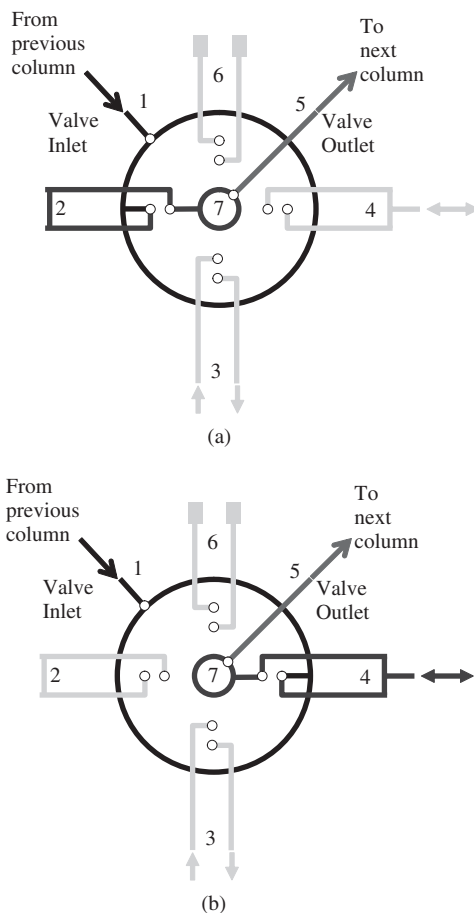 From
previous
column
1
Valve
Inlet
6
To
next
column
5
Valve
Outlet
2
7
4
3
(a)
From
previous
column
1
Valve
Inlet
6
To
next
column
5
Valve
Outlet
2
7
4
3
(b)